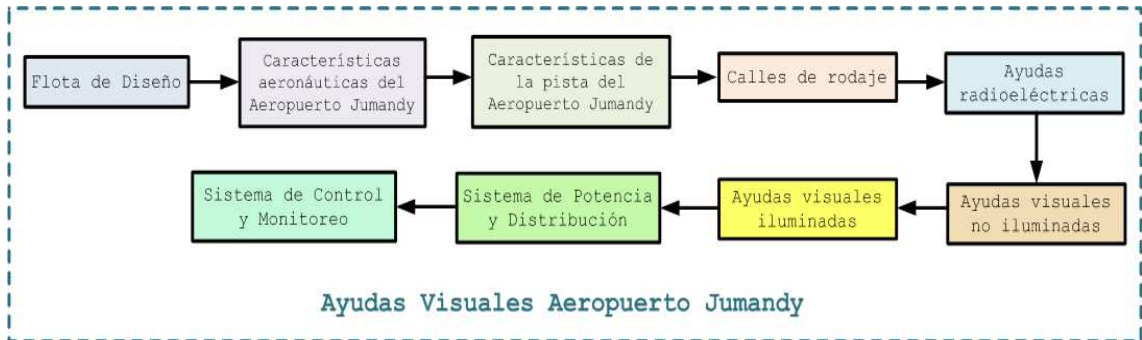 Flota de Diseño
Características
aeronáuticas del
Aeropuerto Jumandy
Características de
la pista del
Aeropuerto Jumandy
Calles de rodaje
Ayudas
radioeléctricas
Ayudas visuales
no iluminadas
Ayudas visuales
iluminadas
Sistema de Potencia
y Distribución
Sistema de Control
y Monitoreo
Ayudas Visuales Aeropuerto Jumandy